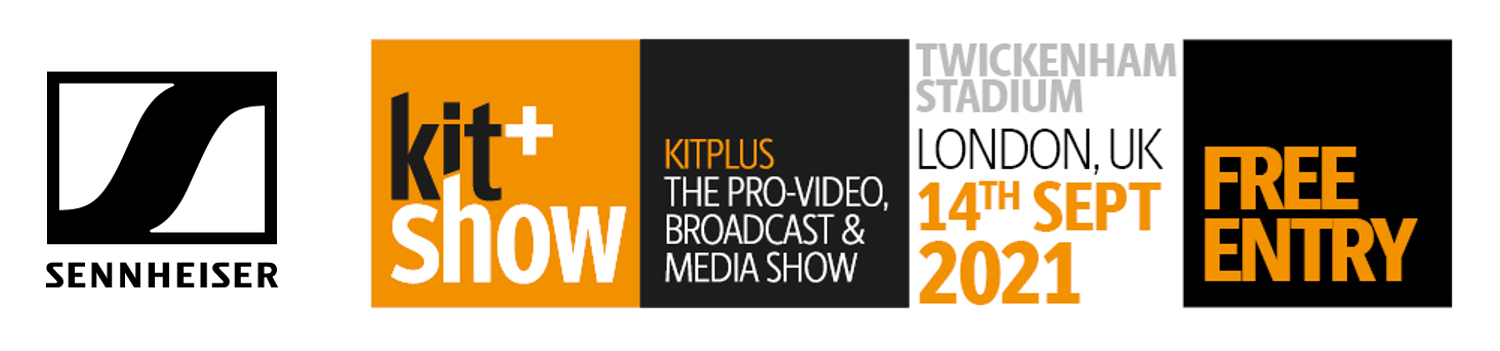 SENNHEISER
kit+
show
KITPLUS
THE PRO-VIDEO,
BROADCAST &
MEDIA SHOW
TWICKENHAM
STADIUM
LONDON, UK
14TH SEPT
2021
FREE
ENTRY